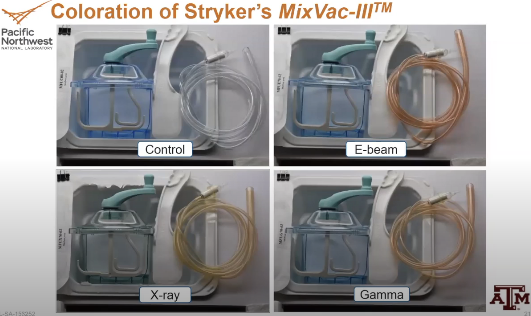 Coloration of Stryker's MixVac-III™
Pacific
Northwest
NATIONAL LABORATORY
Control
E-beam
X-ray
Gamma
A&M